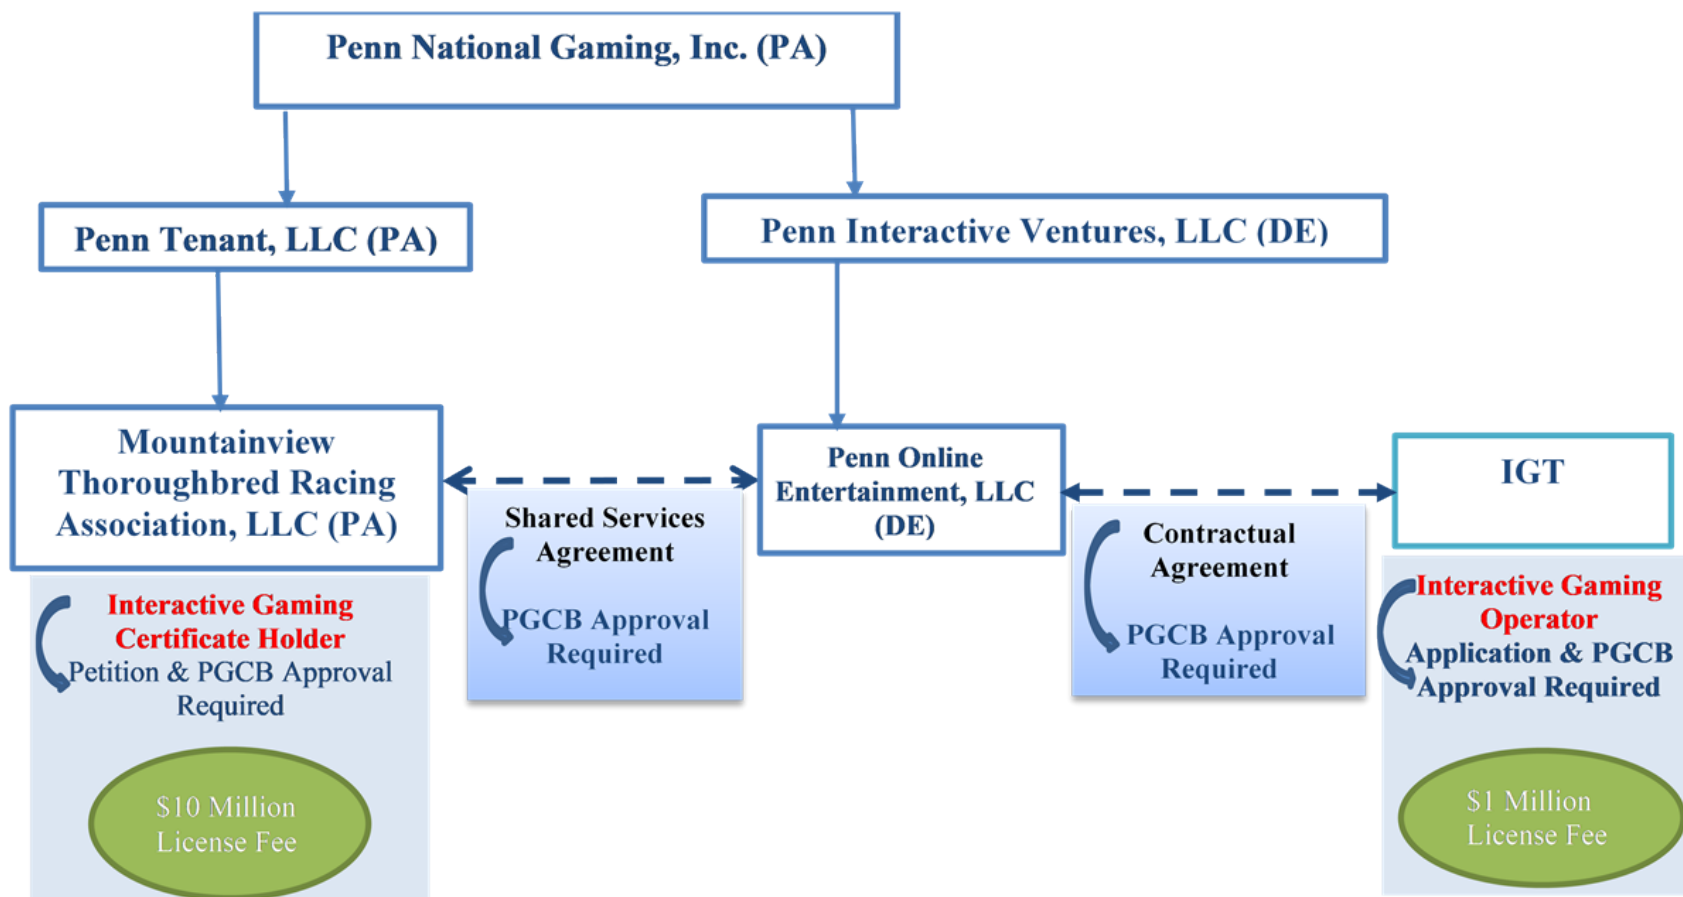 Penn National Gaming, Inc. (PA)
Penn Tenant, LLC (PA)
Penn Interactive Ventures, LLC (DE)
Mountainview
Thoroughbred Racing
Association, LLC (PA)
Penn Online
Entertainment, LLC
(DE)
IGT
Shared Services
Agreement
PGCB Approval
Required
Contractual
Agreement
PGCB Approval
Required
Interactive Gaming
Certificate Holder
Petition & PGCB Approval
Required
$10 Million
License Fee
Interactive Gaming
Operator
Application & PGCB
Approval Required
$1 Million
License Fee